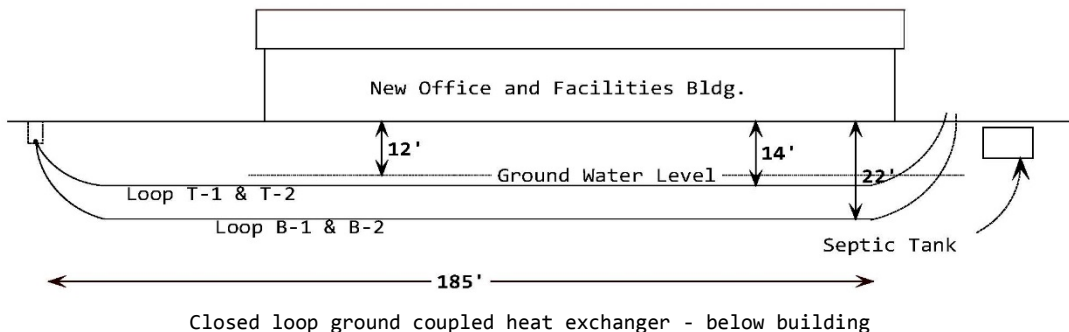 New Office and Facilities Bldg.
12'
14'
Ground Water Level
22'
Loop T-1 & T-2
Loop B-1 & B-2
Septic Tank
185'
Closed loop ground coupled heat exchanger - below building